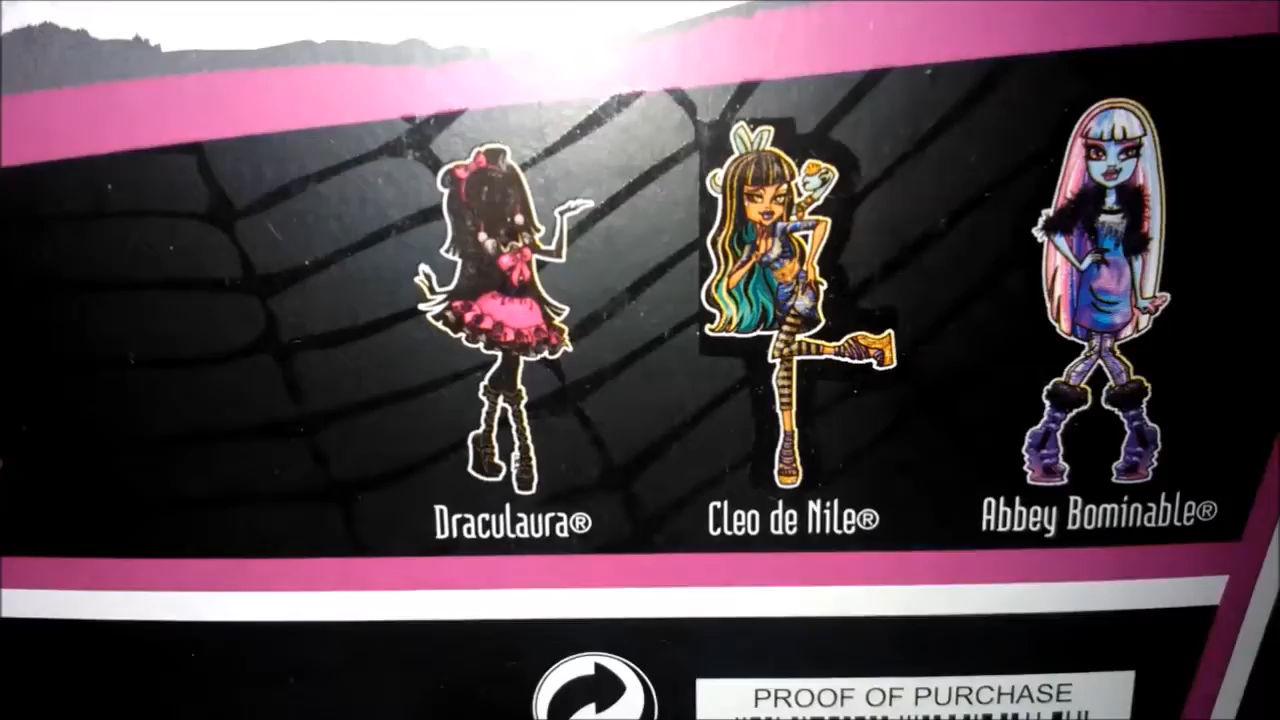 Draculaura®
Cleo de Nile®
Abbey Bominable®
PROOF OF PURCHASE